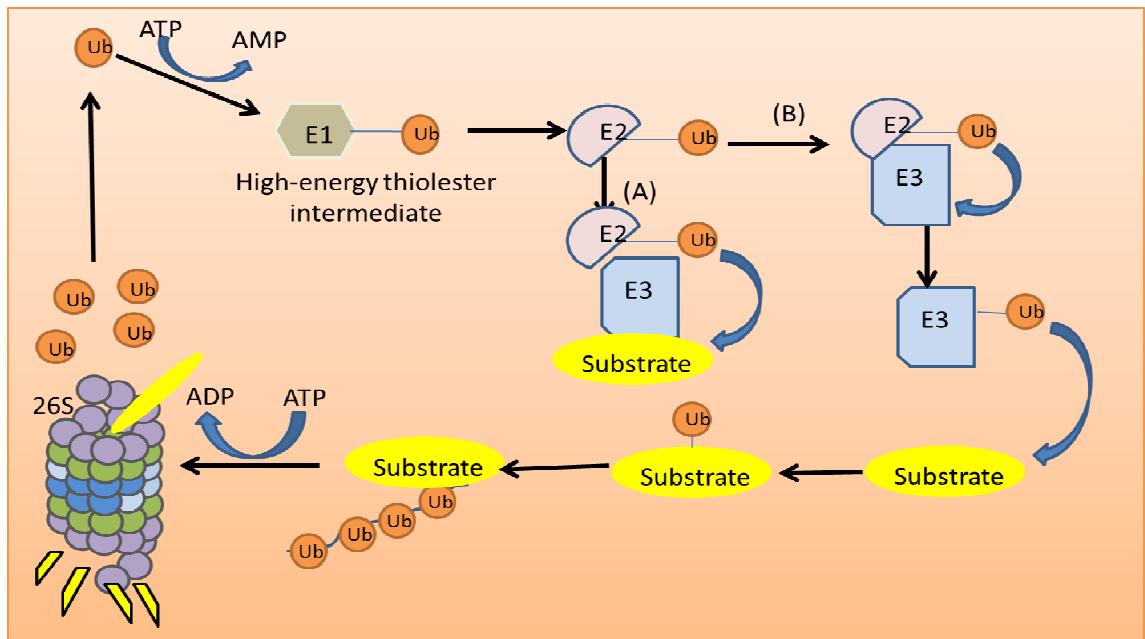 ATP
AMP
Ub
E1
Ub
High-energy thiolester
intermediate
E2
Ub
(B)
E2
Ub
E3
(A)
E2
Ub
E3
Substrate
E3
Ub
Ub
Ub
Ub
Ub
26S
ADP
ATP
Ub
Substrate
Substrate
Substrate
Ub
Ub
Ub
Ub